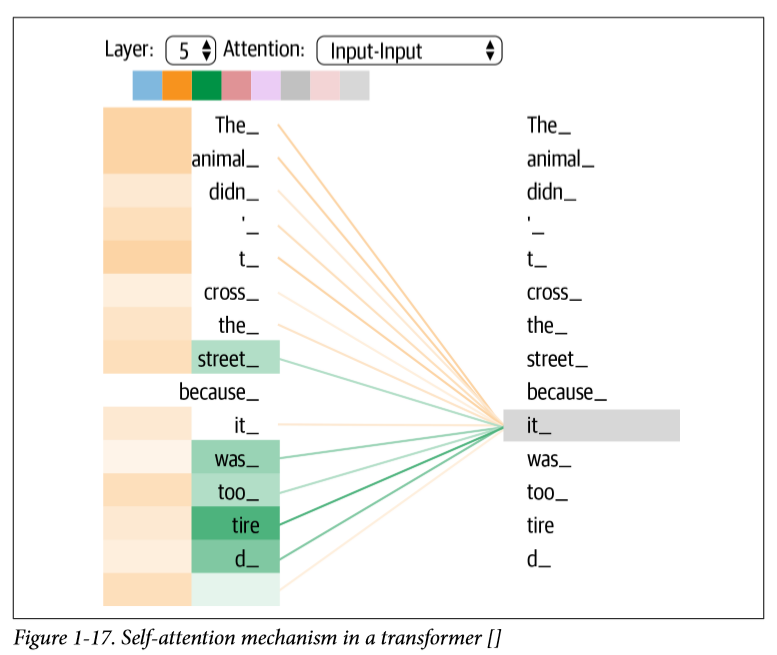 Layer: 5 Attention: Input-Input
The_ The_
animal_ animal_
didn_ didn_
'_ '_
t_ t_
cross_ cross_
the_ the_
street_ street_
because_ because_
it_ it_
was_ was_
too_ too_
tire tire
d_ d_
Figure 1-17. Self-attention mechanism in a transformer []